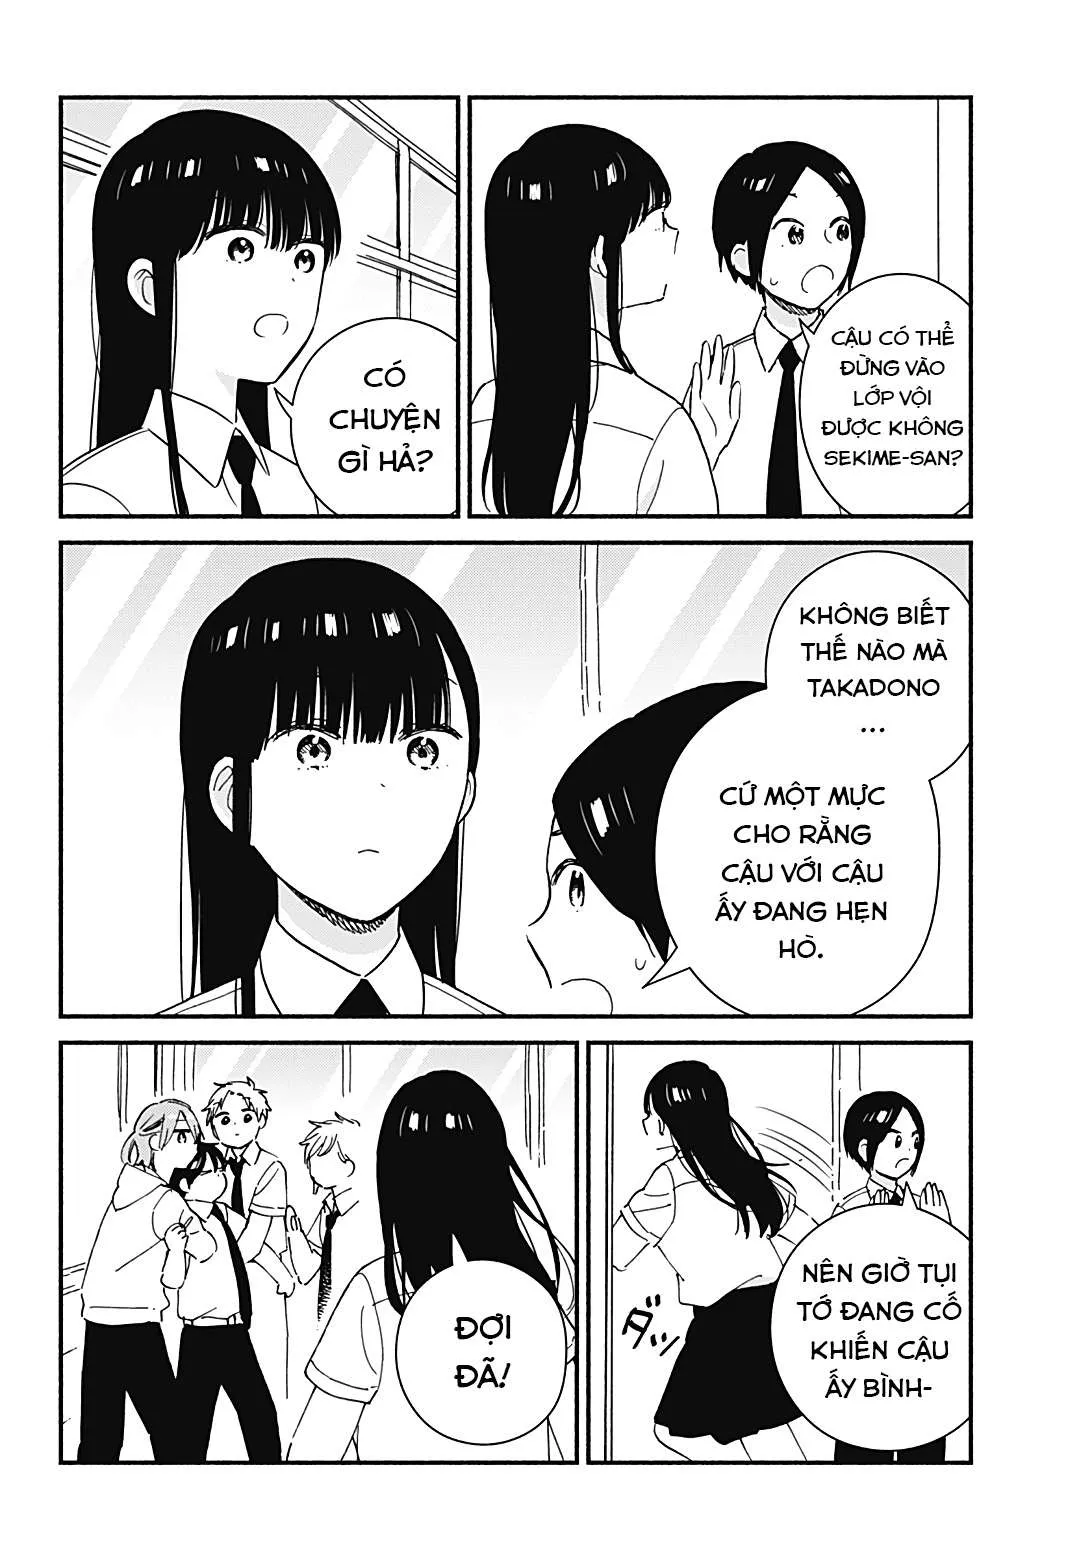 CẬU CÓ THỂ
ĐỪNG VÀO
LỚP VỘI
ĐƯỢC KHÔNG
SEKIME-SAN?
CÓ
CHUYỆN
GÌ HẢ?
KHÔNG BIẾT
THẾ NÀO MÀ
TAKADONO
...
CỨ MỘT MỰC
CHO RẰNG
CẬU VỚI CẬU
ẤY ĐANG HẸN
HÒ.
NÊN GIỜ TỤI
TỚ ĐANG CỐ
KHIẾN CẬU
ẤY BÌNH-
ダッ
ĐỢI
ĐÃ!